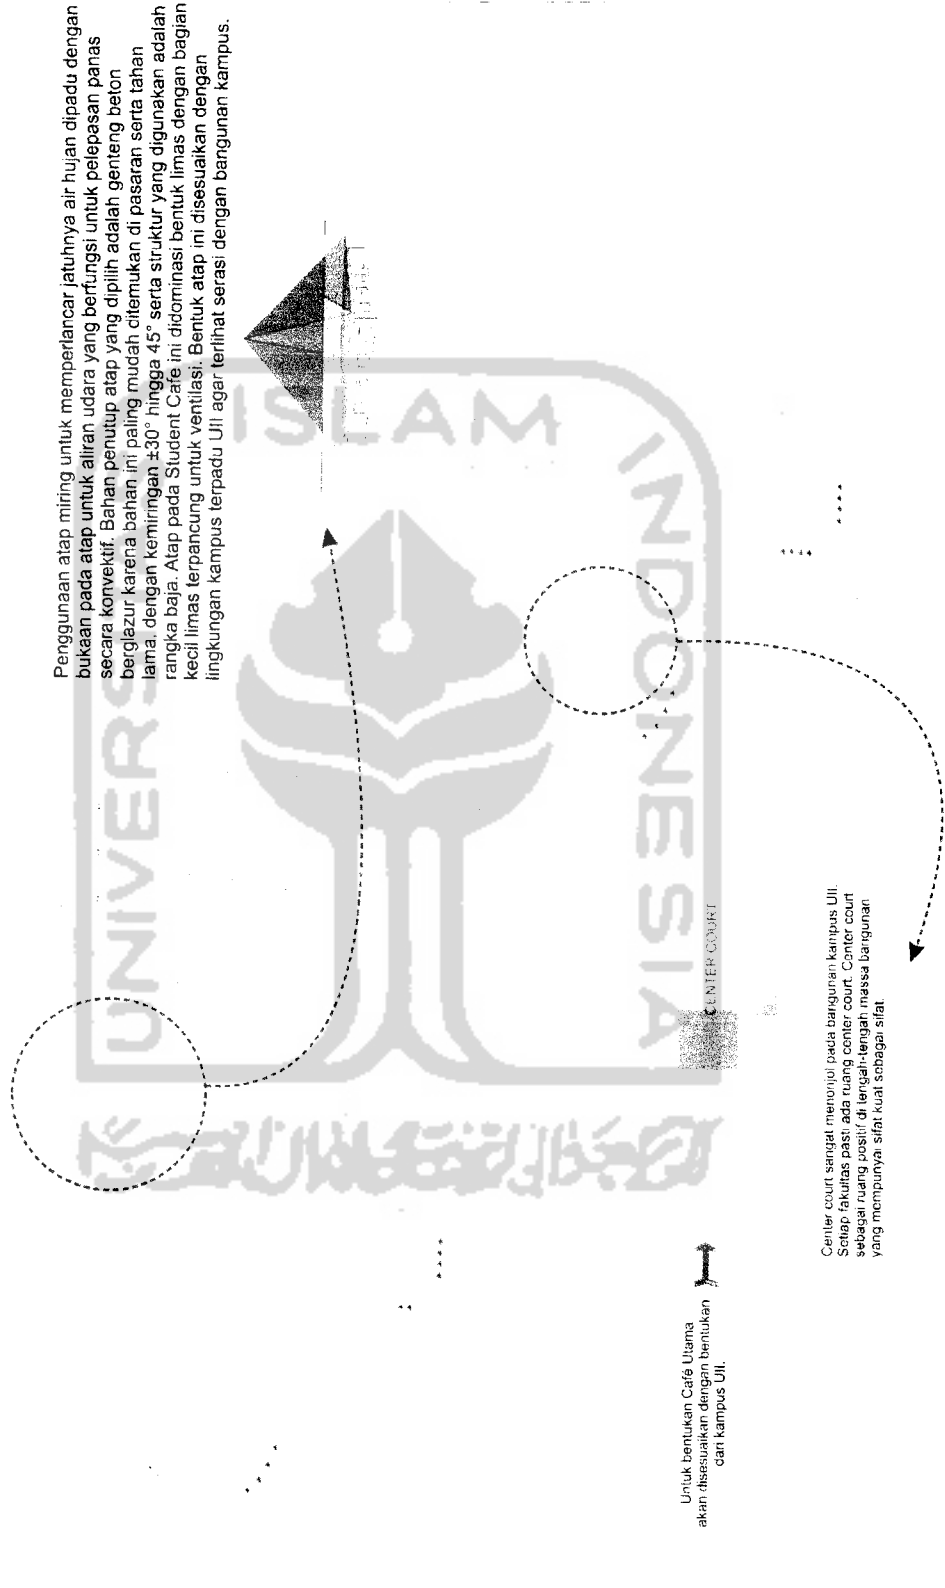 Penggunaan atap miring untuk memperlancar jatuhnya air hujan dipadu dengan
bukaan pada atap untuk aliran udara yang berfungsi untuk pelepasan panas
secara konvektif. Bahan penutup atap yang dipilih adalah genteng beton
berglazur karena bahan ini paling mudah ditemukan di pasaran serta tahan
lama, dengan kemiringan ±30° hingga 45° serta struktur yang digunakan adalah
rangka baja. Atap pada Student Cafe ini didominasi bentuk limas dengan bagian
kecil limas terpancung untuk ventilasi. Bentuk atap ini disesuaikan dengan
lingkungan kampus terpadu UII agar terlihat serasi dengan bangunan kampus.
UNIVERSITAS
ISLAM
INDONESIA
CENTER COURT
Untuk bentukan Café Utama
akan disesuaikan dengan bentukan
dari kampus UII.
Center court sangat menonjol pada bangunan kampus UII.
Setiap fakultas pasti ada ruang center court. Center court
sebagai ruang positif di tengah-tengah massa bangunan
yang mempunyai sifat kuat sebagai sifat.